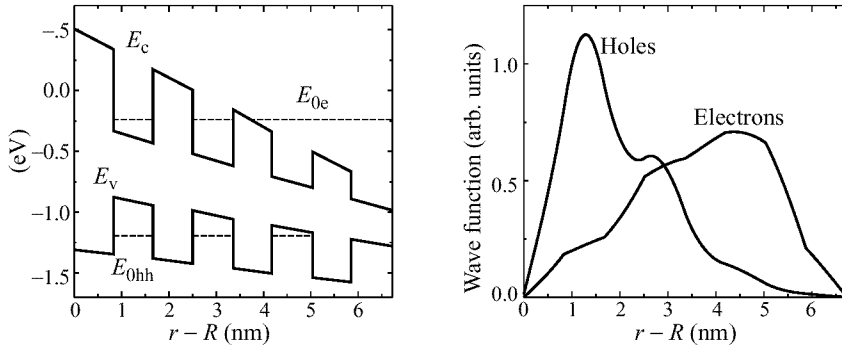 −.5
0.0
−0.5
−1.0
−1.5
(eV)
E_c
E_0e
E_v
E_0hh
0 1 2 3 4 5 6
r − R (nm)
1.0
0.5
0.0
Wave function (arb. units)
Holes
Electrons
0 1 2 3 4 5 6
r − R (nm)